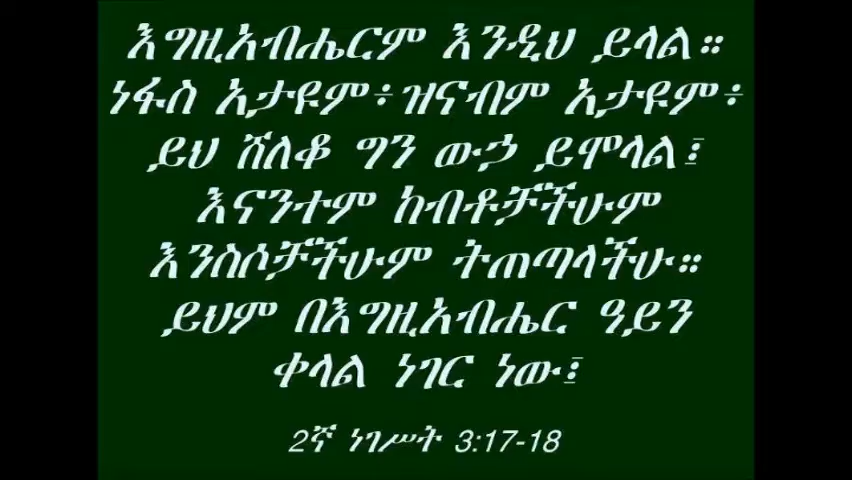 እግዚአብሔርም እንዲህ ይላል።
ነፋስ አታዩም፥ዝናብም አታዩም፥
ይህ ሸለቆ ግን ውኃ ይሞላል፤
እናንተም ከብቶቻችሁም
እንስሶቻችሁም ትጠጣላችሁ።
ይህም በእግዚአብሔር ዓይን
ቀላል ነገር ነው፤
2ኛ ነገሥት 3:17-18